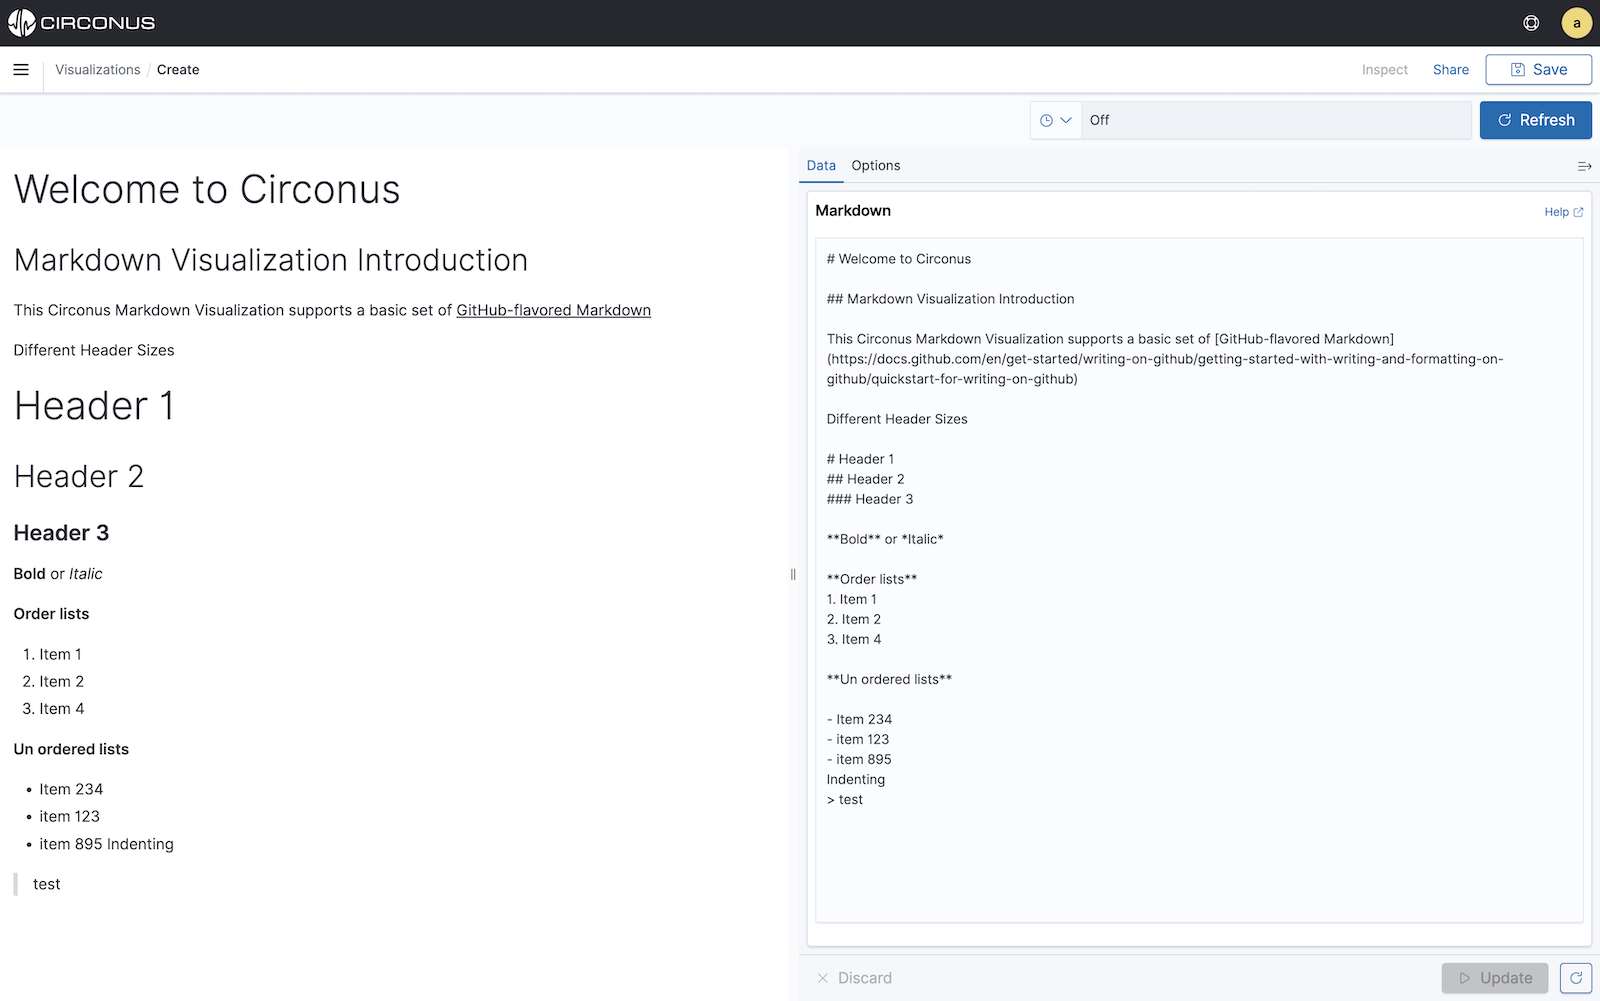 CIRCONUS
a
Visualizations / Create
Inspect
Share
Save
Off
Refresh
Welcome to Circonus
Markdown Visualization Introduction
This Circonus Markdown Visualization supports a basic set of GitHub-flavored Markdown
Different Header Sizes
Header 1
Header 2
Header 3
Bold or Italic
Order lists
1. Item 1
2. Item 2
3. Item 4
Un ordered lists
• Item 234
• item 123
• item 895 Indenting
test
Data
Options
Markdown
Help
# Welcome to Circonus
## Markdown Visualization Introduction
This Circonus Markdown Visualization supports a basic set of [GitHub-flavored Markdown]
(https://docs.github.com/en/get-started/writing-on-github/getting-started-with-writing-and-formatting-on-
github/quickstart-for-writing-on-github)
Different Header Sizes
# Header 1
## Header 2
### Header 3
**Bold** or *Italic*
**Order lists**
1. Item 1
2. Item 2
3. Item 4
**Un ordered lists**
- Item 234
- item 123
- item 895
Indenting
> test
Discard
Update